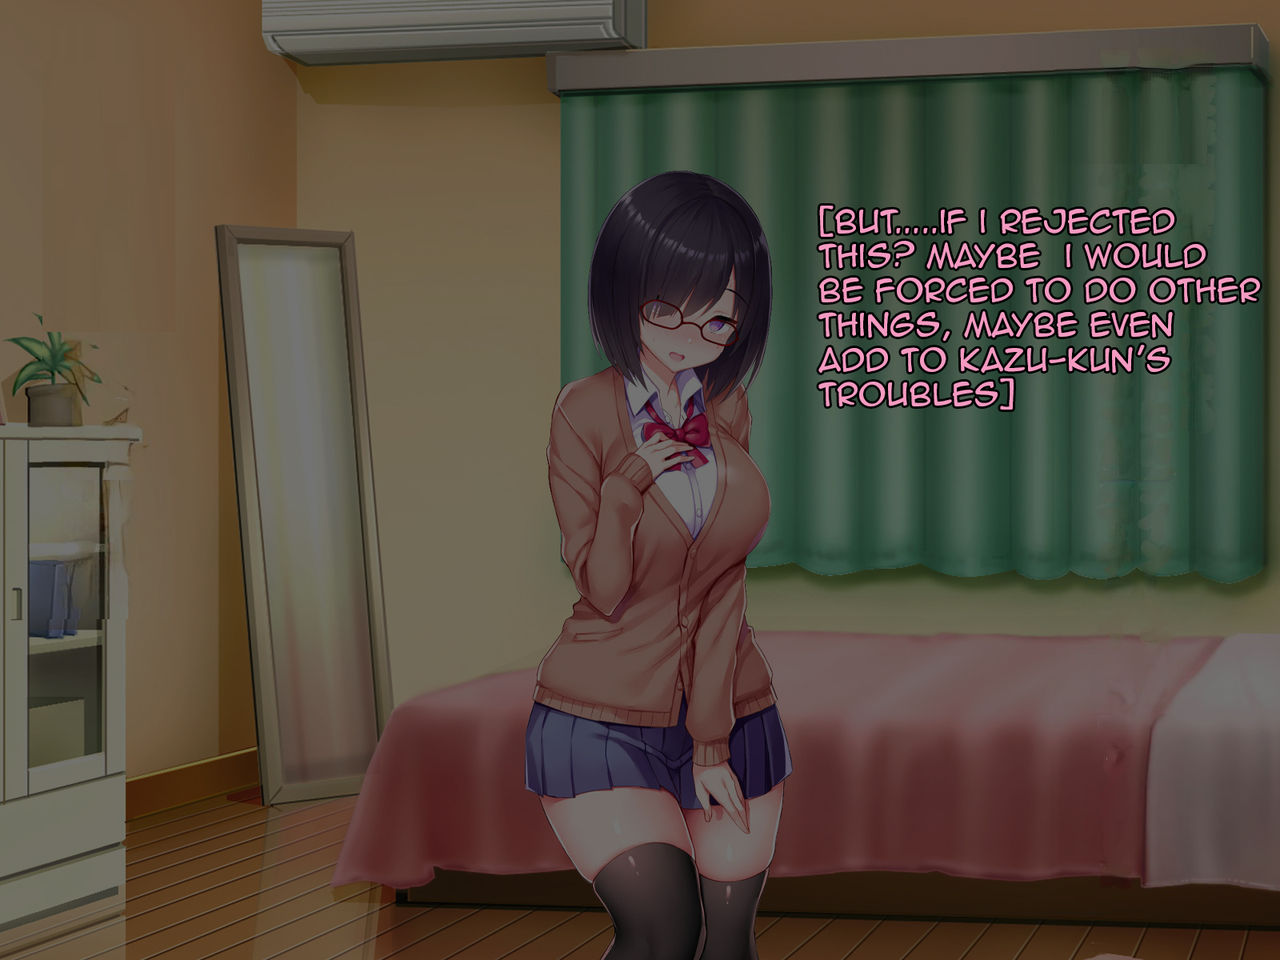 [BUT.....IF I REJECTED
THIS? MAYBE  I WOULD
BE FORCED TO DO OTHER
THINGS, MAYBE EVEN
ADD TO KAZU-KUN'S
TROUBLES]